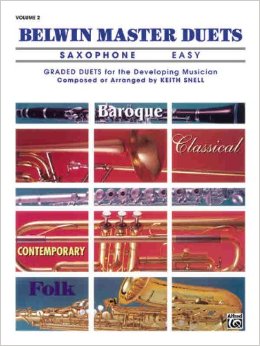 VOLUME 2
BELWIN MASTER DUETS
SAXOPHONE EASY
GRADED DUETS for the Developing Musician
Composed or Arranged by KEITH SNELL
Baroque
Classical
CONTEMPORARY
Folk
Alfred